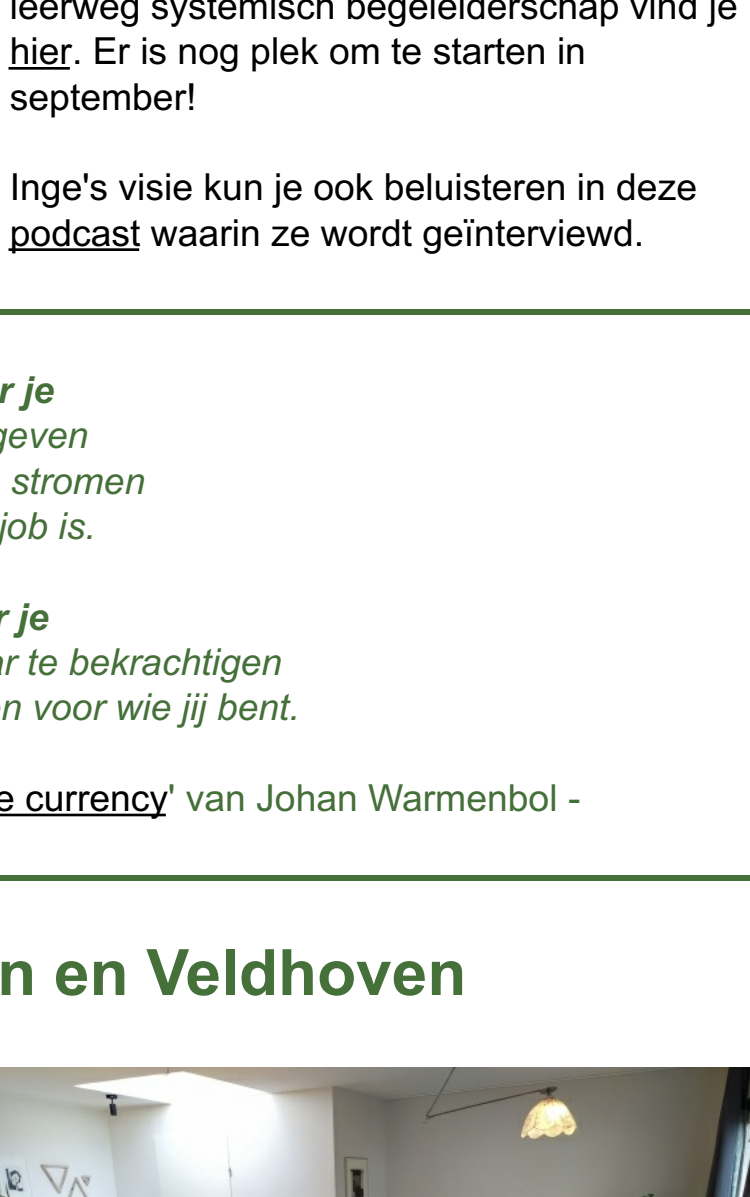 leerweg systemisch begeleiderschap vind je
hier. Er is nog plek om te starten in
september!
Inge's visie kun je ook beluisteren in deze
podcast waarin ze wordt geïnterviewd.
r je
geven
stromen
job is.
r je
ar te bekrachtigen
en voor wie jij bent.
e currency' van Johan Warmenbol -
n en Veldhoven